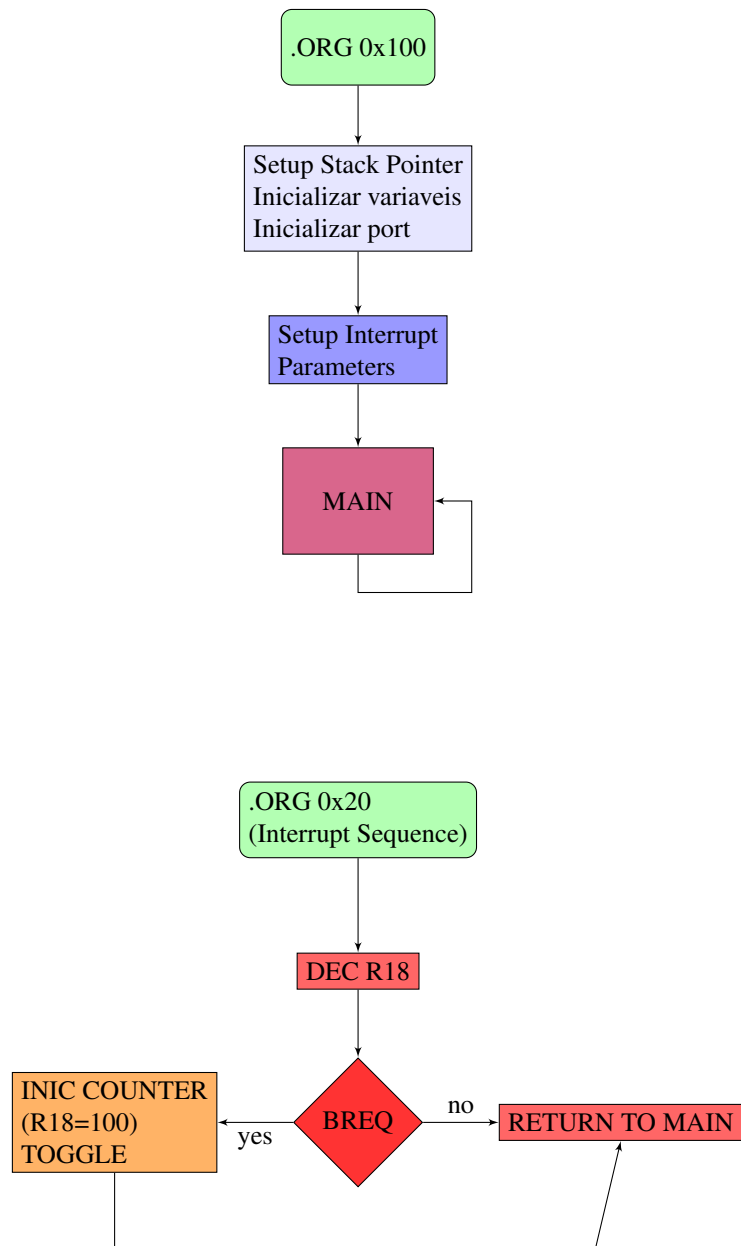 .ORG 0x100
Setup Stack Pointer
Inicializar variaveis
Inicializar port
Setup Interrupt
Parameters
MAIN
.ORG 0x20
(Interrupt Sequence)
DEC R18
INIC COUNTER
(R18=100)
TOGGLE
yes
BREQ
no
RETURN TO MAIN